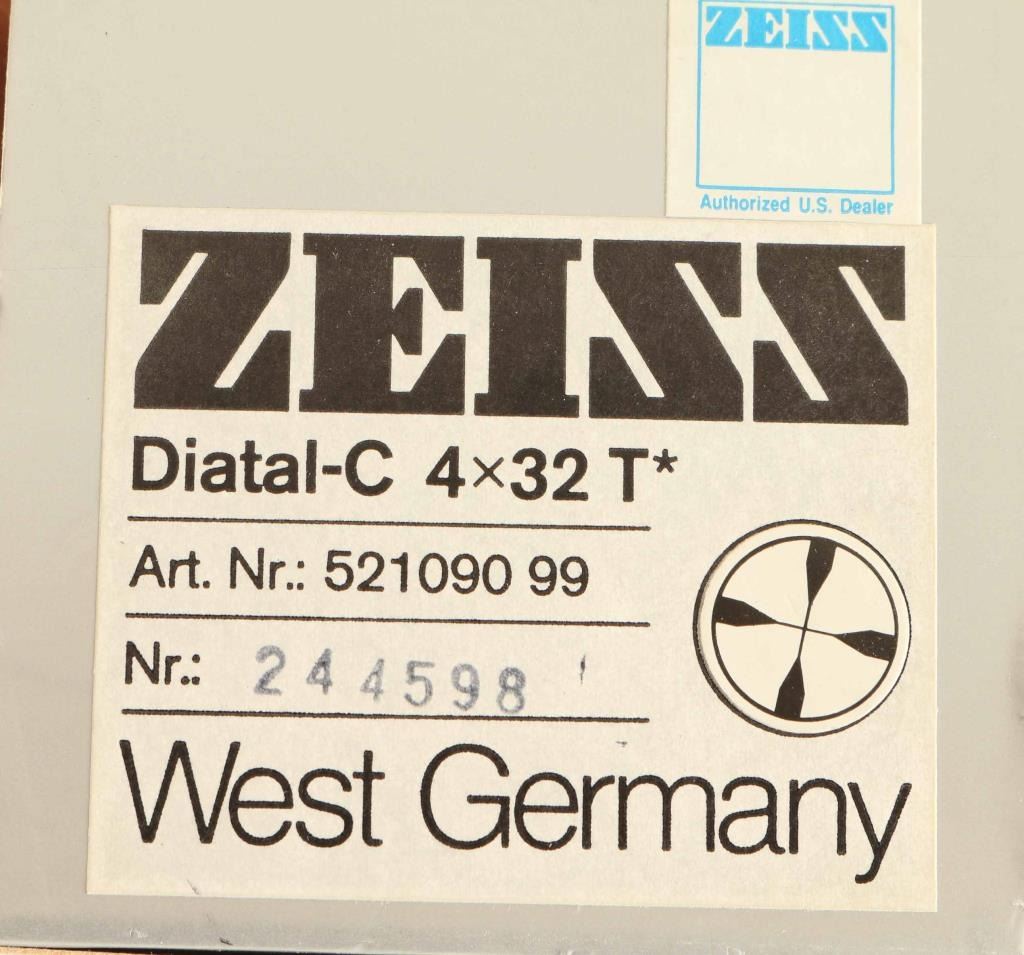 ZEISS
Authorized U.S. Dealer
ZEISS
Diatal-C 4×32 T*
Art. Nr.: 521090 99
Nr.: 244598
West Germany